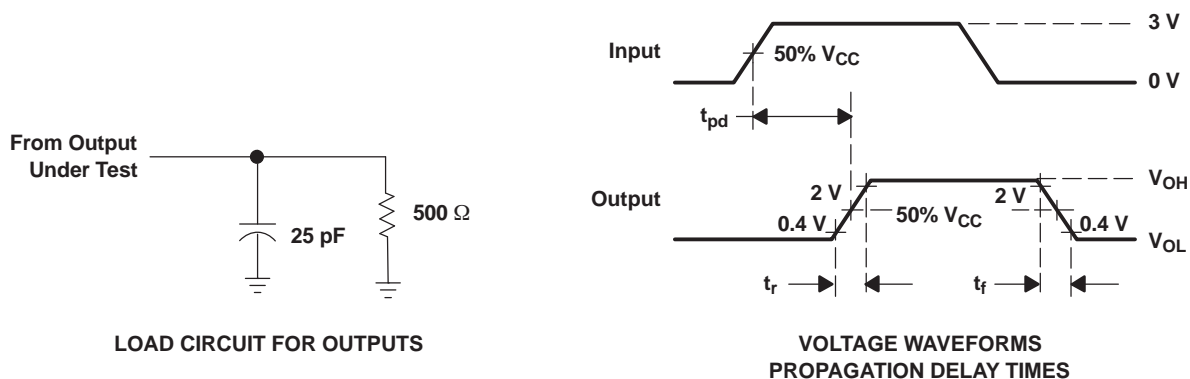 From Output
Under Test
25 pF
500 Ω
LOAD CIRCUIT FOR OUTPUTS
Input
50% VCC
3 V
0 V
tpd
Output
2 V
0.4 V
50% VCC
2 V
0.4 V
VOH
VOL
tr
tf
VOLTAGE WAVEFORMS
PROPAGATION DELAY TIMES